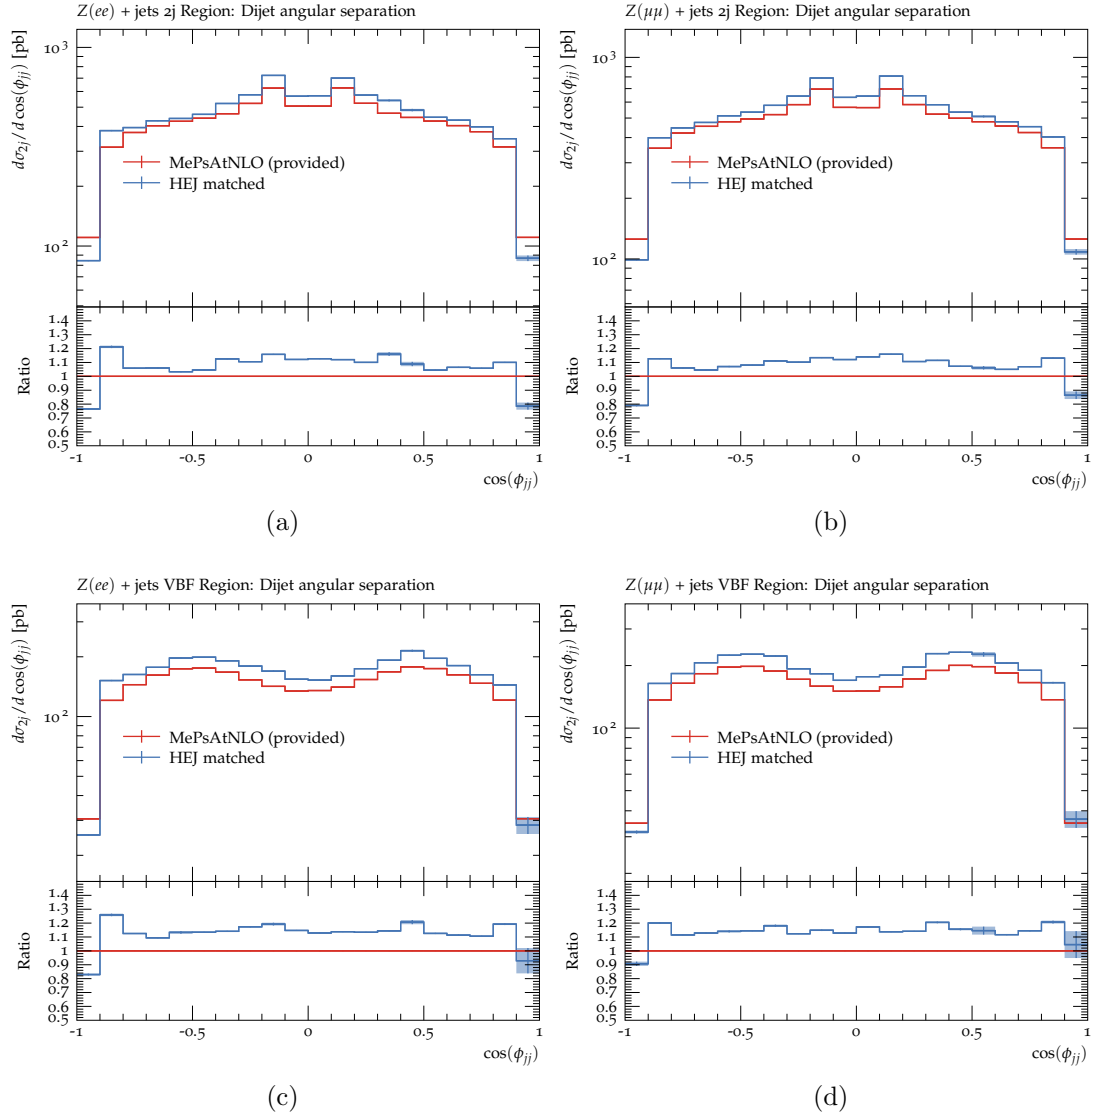 Z(ee) + jets 2j Region: Dijet angular separation
dσ2j/d cos(ϕjj) [pb]
10³
10²
MePsAtNLO (provided)
HEJ matched
Ratio
1.4
1.3
1.2
1.1
1
0.9
0.8
0.7
0.6
0.5
-1 -0.5 0 0.5 1
cos(ϕjj)
(a)
Z(μμ) + jets 2j Region: Dijet angular separation
dσ2j/d cos(ϕjj) [pb]
10³
10²
MePsAtNLO (provided)
HEJ matched
Ratio
1.4
1.3
1.2
1.1
1
0.9
0.8
0.7
0.6
0.5
-1 -0.5 0 0.5 1
cos(ϕjj)
(b)
Z(ee) + jets VBF Region: Dijet angular separation
dσ2j/d cos(ϕjj) [pb]
10²
MePsAtNLO (provided)
HEJ matched
Ratio
1.4
1.3
1.2
1.1
1
0.9
0.8
0.7
0.6
0.5
-1 -0.5 0 0.5 1
cos(ϕjj)
(c)
Z(μμ) + jets VBF Region: Dijet angular separation
dσ2j/d cos(ϕjj) [pb]
10²
MePsAtNLO (provided)
HEJ matched
Ratio
1.4
1.3
1.2
1.1
1
0.9
0.8
0.7
0.6
0.5
-1 -0.5 0 0.5 1
cos(ϕjj)
(d)